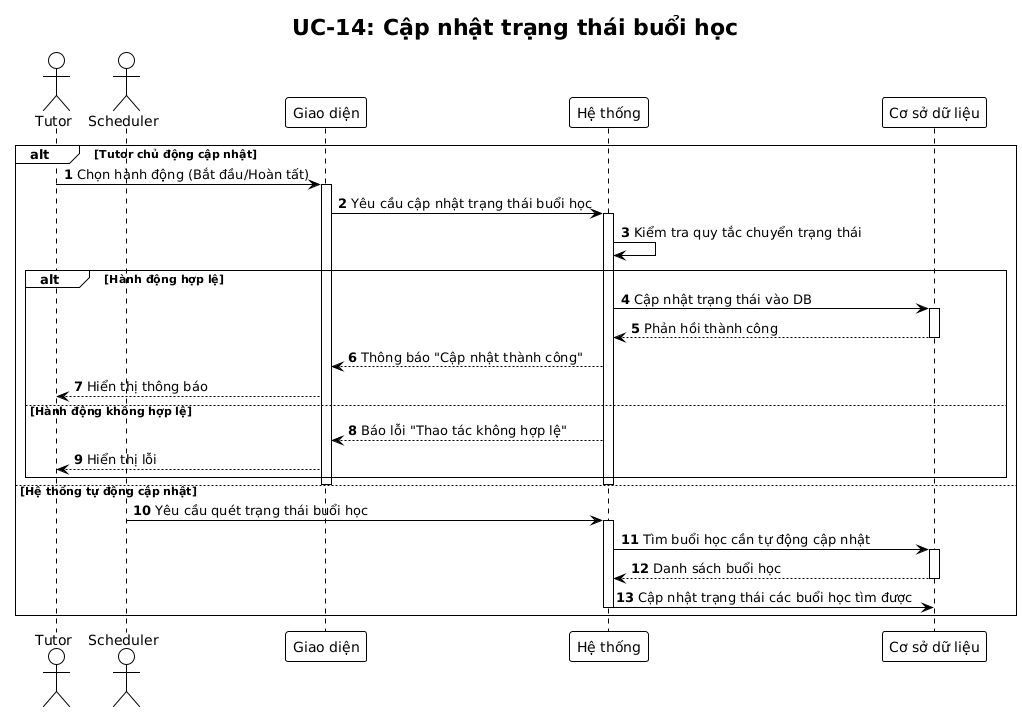 UC-14: Cập nhật trạng thái buổi học
Tutor
Scheduler
Giao diện
Hệ thống
Cơ sở dữ liệu
alt [Tutor chủ động cập nhật]
1 Chọn hành động (Bắt đầu/Hoàn tất)
2 Yêu cầu cập nhật trạng thái buổi học
3 Kiểm tra quy tắc chuyển trạng thái
alt [Hành động hợp lệ]
4 Cập nhật trạng thái vào DB
5 Phản hồi thành công
6 Thông báo "Cập nhật thành công"
7 Hiển thị thông báo
[Hành động không hợp lệ]
8 Báo lỗi "Thao tác không hợp lệ"
9 Hiển thị lỗi
[Hệ thống tự động cập nhật]
10 Yêu cầu quét trạng thái buổi học
11 Tìm buổi học cần tự động cập nhật
12 Danh sách buổi học
13 Cập nhật trạng thái các buổi học tìm được
Tutor
Scheduler
Giao diện
Hệ thống
Cơ sở dữ liệu